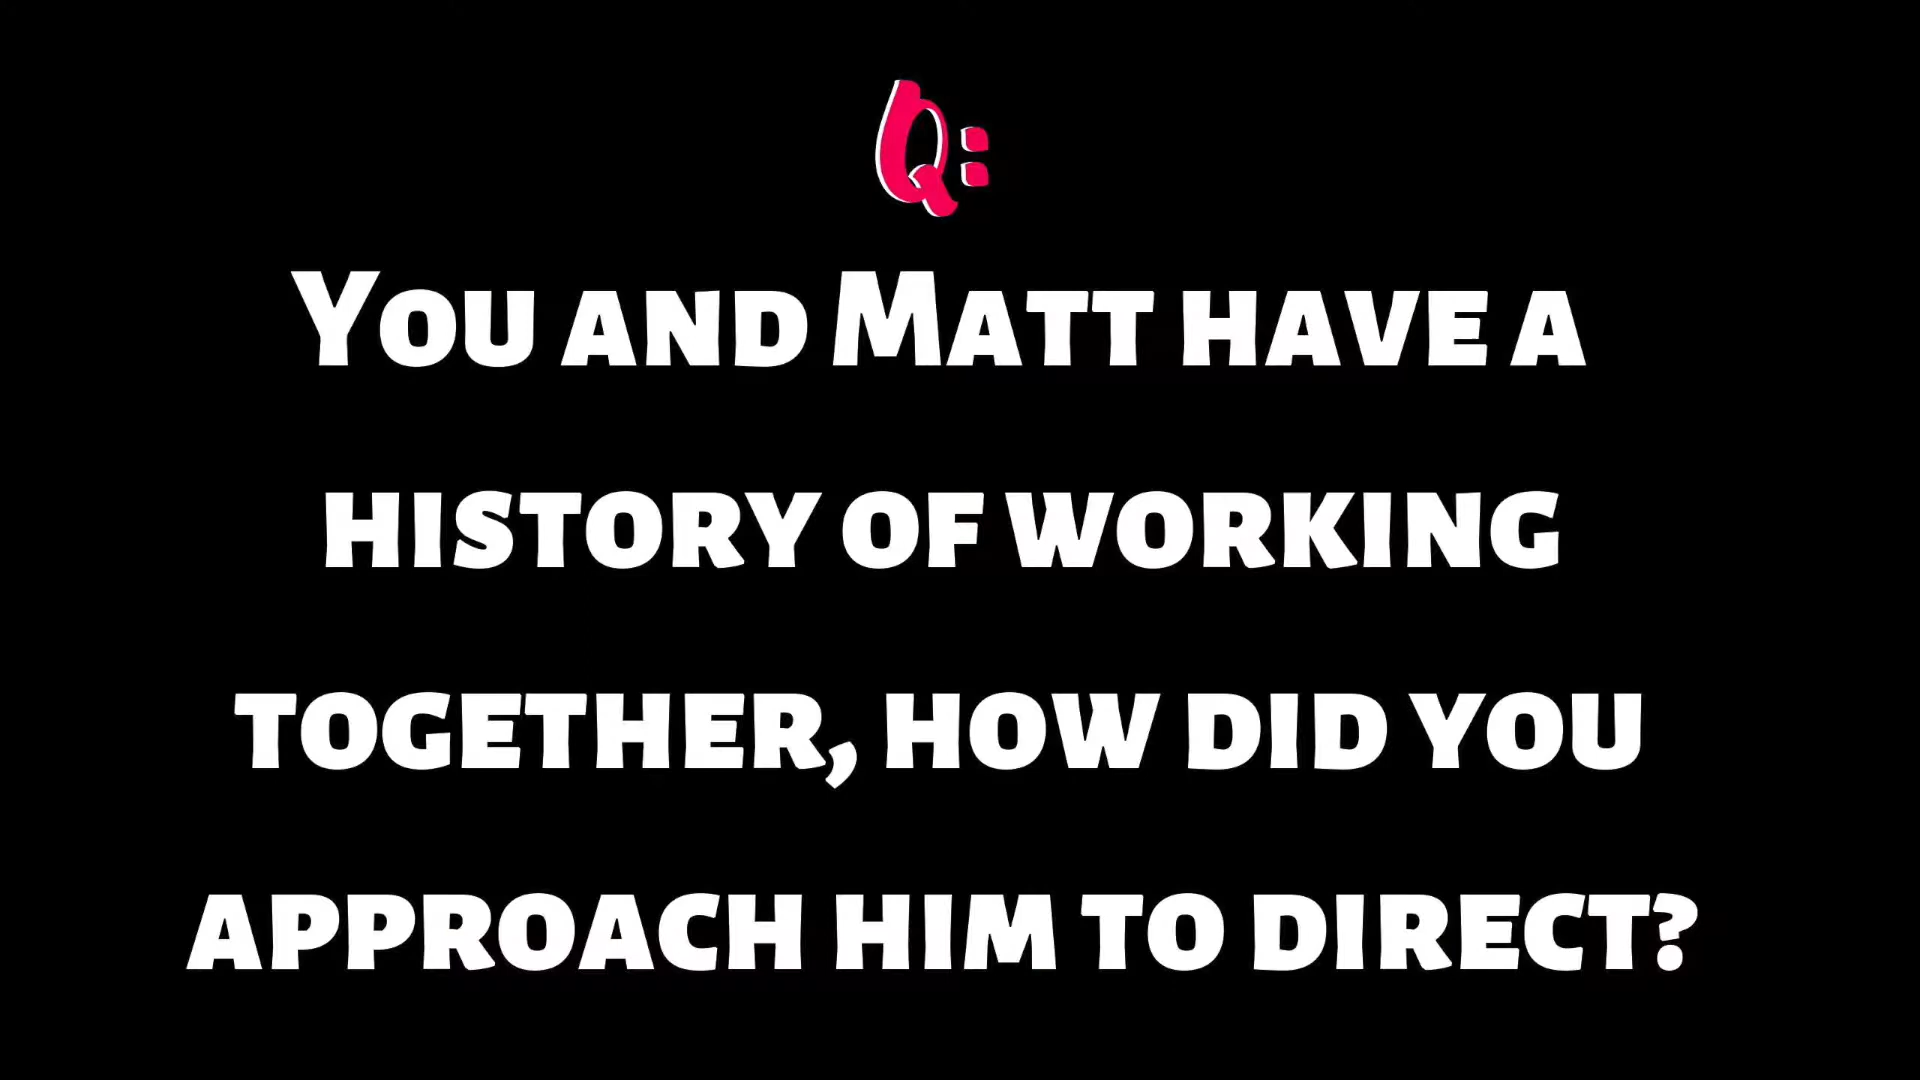 Q:
You and Matt have a
history of working
together, how did you
approach him to direct?